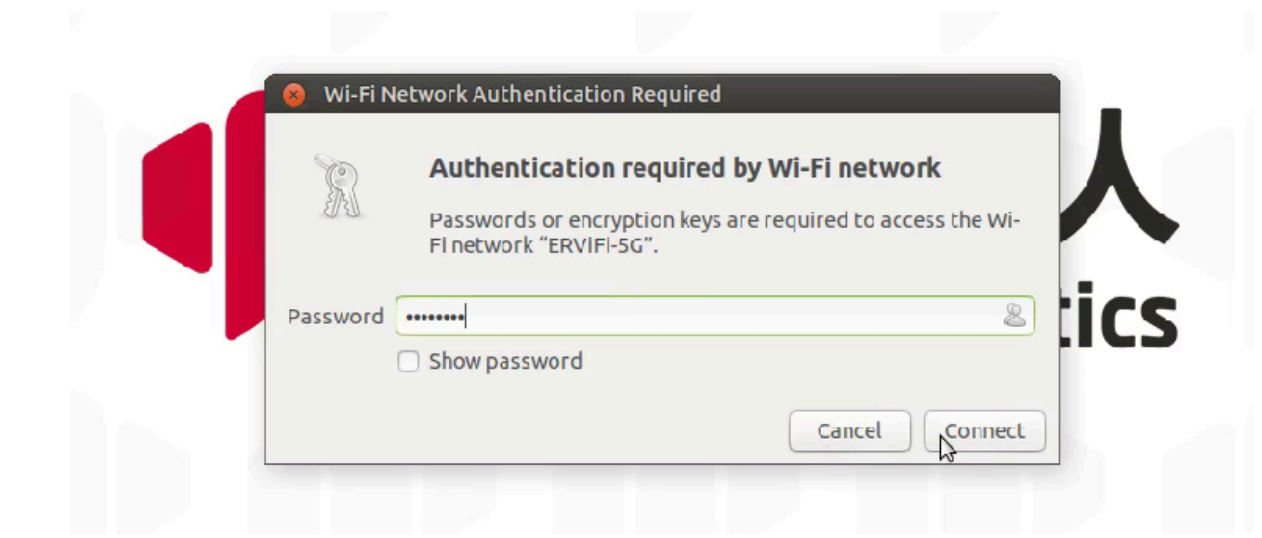 Wi-Fi Network Authentication Required
Authentication required by Wi-Fi network
Passwords or encryption keys are required to access the Wi-
Fi network “ERViFi-5G”.
Password ••••••••
Show password
Cancel Connect
人
tics